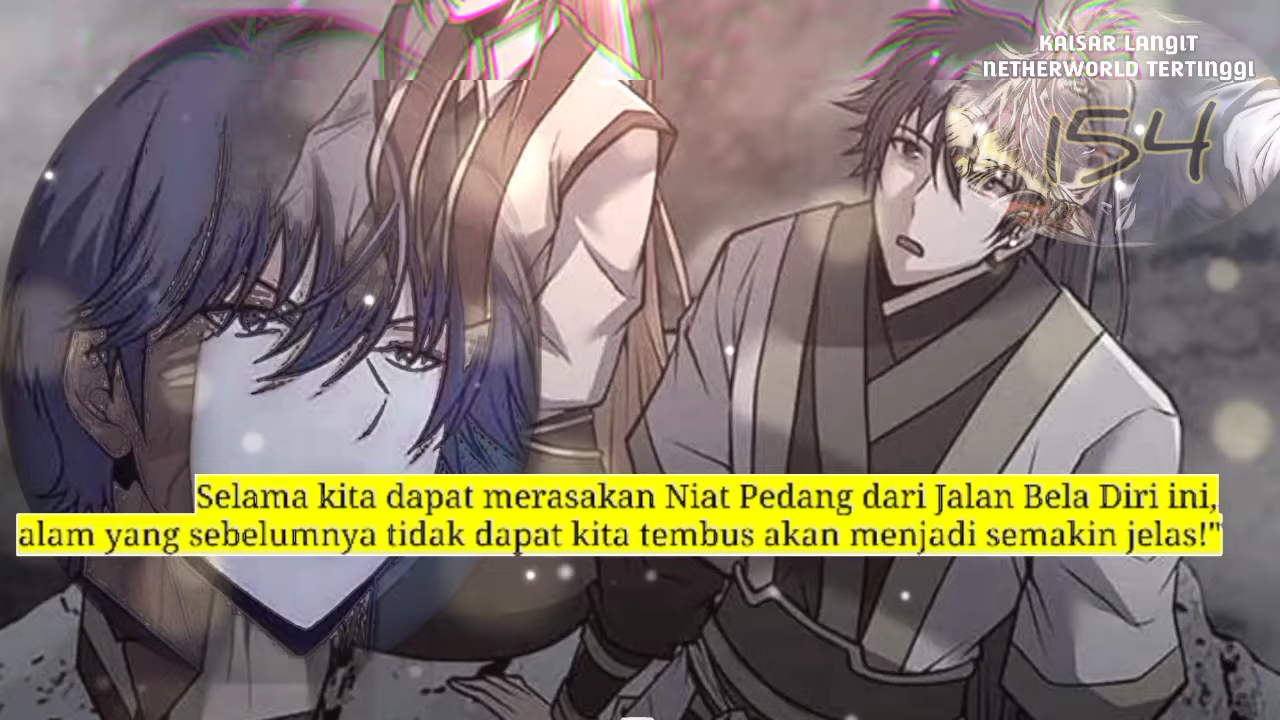 KAISAR LANGIT
NETHERWORLD TERTINGGI
154
Selama kita dapat merasakan Niat Pedang dari Jalan Bela Diri ini,
alam yang sebelumnya tidak dapat kita tembus akan menjadi semakin jelas!"